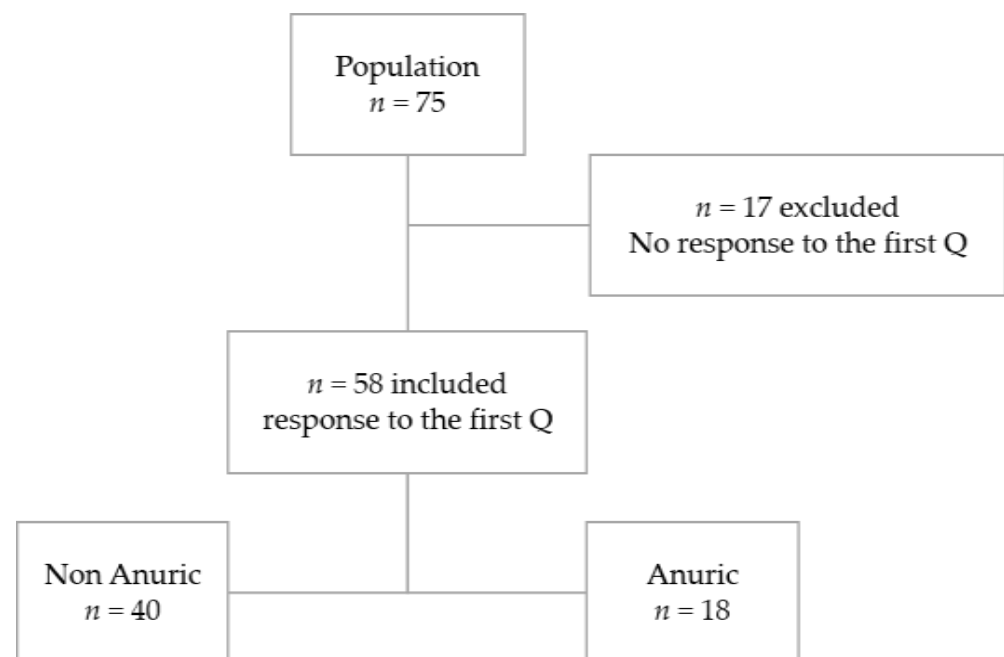 Population
n = 75
n = 17 excluded
No response to the first Q
n = 58 included
response to the first Q
Non Anuric
n = 40
Anuric
n = 18